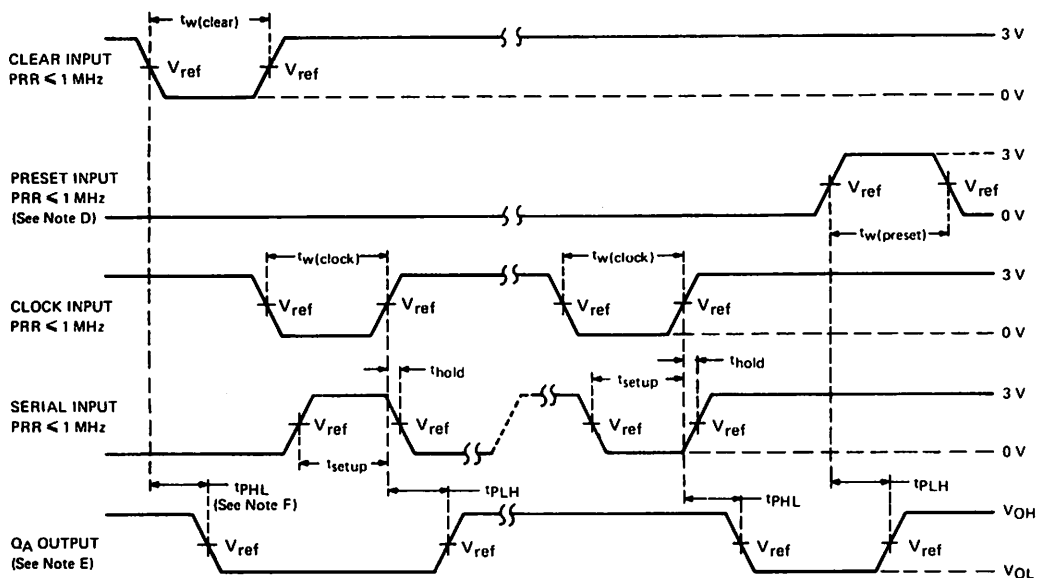 tw(clear)
3 V
CLEAR INPUT
PRR ≤ 1 MHz
Vref
Vref
0 V
3 V
PRESET INPUT
PRR ≤ 1 MHz
(See Note D)
Vref
Vref
0 V
tw(preset)
tw(clock)
tw(clock)
3 V
CLOCK INPUT
PRR ≤ 1 MHz
Vref
Vref
Vref
Vref
0 V
thold
tsetup
thold
3 V
SERIAL INPUT
PRR ≤ 1 MHz
Vref
Vref
Vref
Vref
tsetup
0 V
tPHL
(See Note F)
tPLH
tPHL
tPLH
VOH
QA OUTPUT
(See Note E)
Vref
Vref
Vref
Vref
VOL